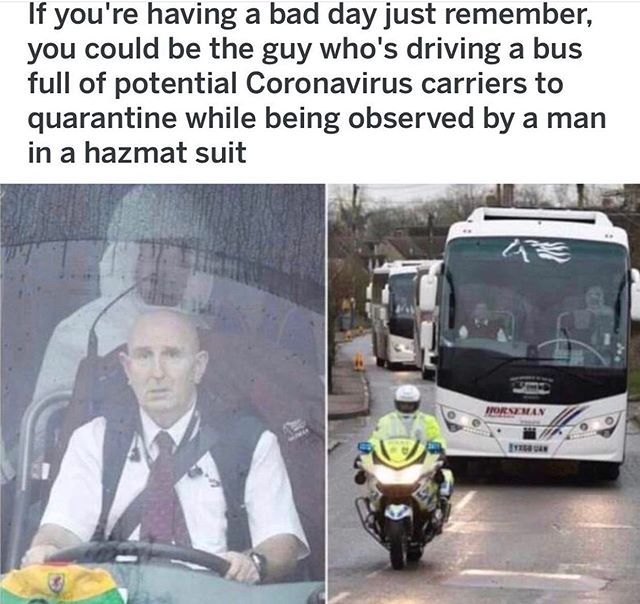 If you're having a bad day just remember,
you could be the guy who's driving a bus
full of potential Coronavirus carriers to
quarantine while being observed by a man
in a hazmat suit
HORSEMAN